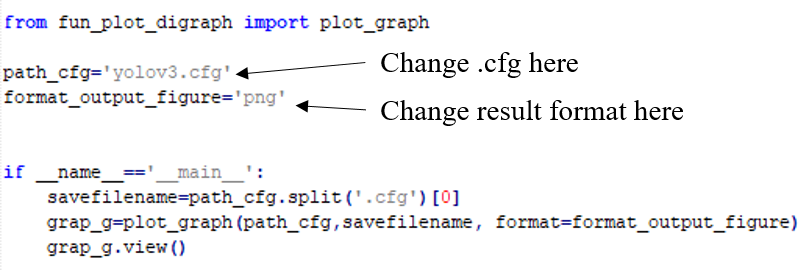 from fun_plot_digraph import plot_graph
path_cfg='yolov3.cfg'
Change .cfg here
format_output_figure='png'
Change result format here
if __name__=='__main__':
    savefilename=path_cfg.split('.cfg')[0]
    grap_g=plot_graph(path_cfg,savefilename, format=format_output_figure)
    grap_g.view()